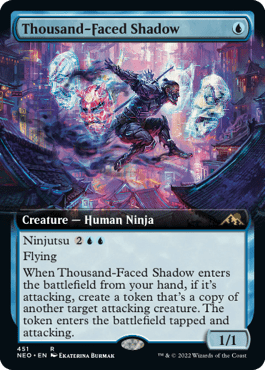 Thousand-Faced Shadow
Creature — Human Ninja
Ninjutsu 2
Flying
When Thousand-Faced Shadow enters
the battlefield from your hand, if it's
attacking, create a token that's a copy of
another target attacking creature. The
token enters the battlefield tapped and
attacking.
1/1
451 R
NEO • EN EKATERINA BURMAK
™ & © 2022 Wizards of the Coast